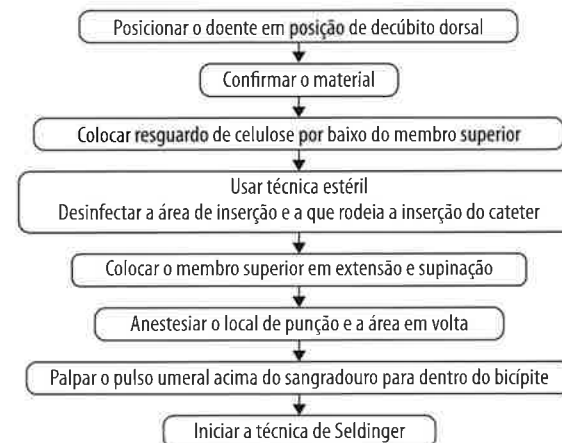 Posicionar o doente em posição de decúbito dorsal
Confirmar o material
Colocar resguardo de celulose por baixo do membro superior
Usar técnica estéril
Desinfectar a área de inserção e a que rodeia a inserção do cateter
Colocar o membro superior em extensão e supinação
Anestesiar o local de punção e a área em volta
Palpar o pulso umeral acima do sangradouro para dentro do bicípite
Iniciar a técnica de Seldinger